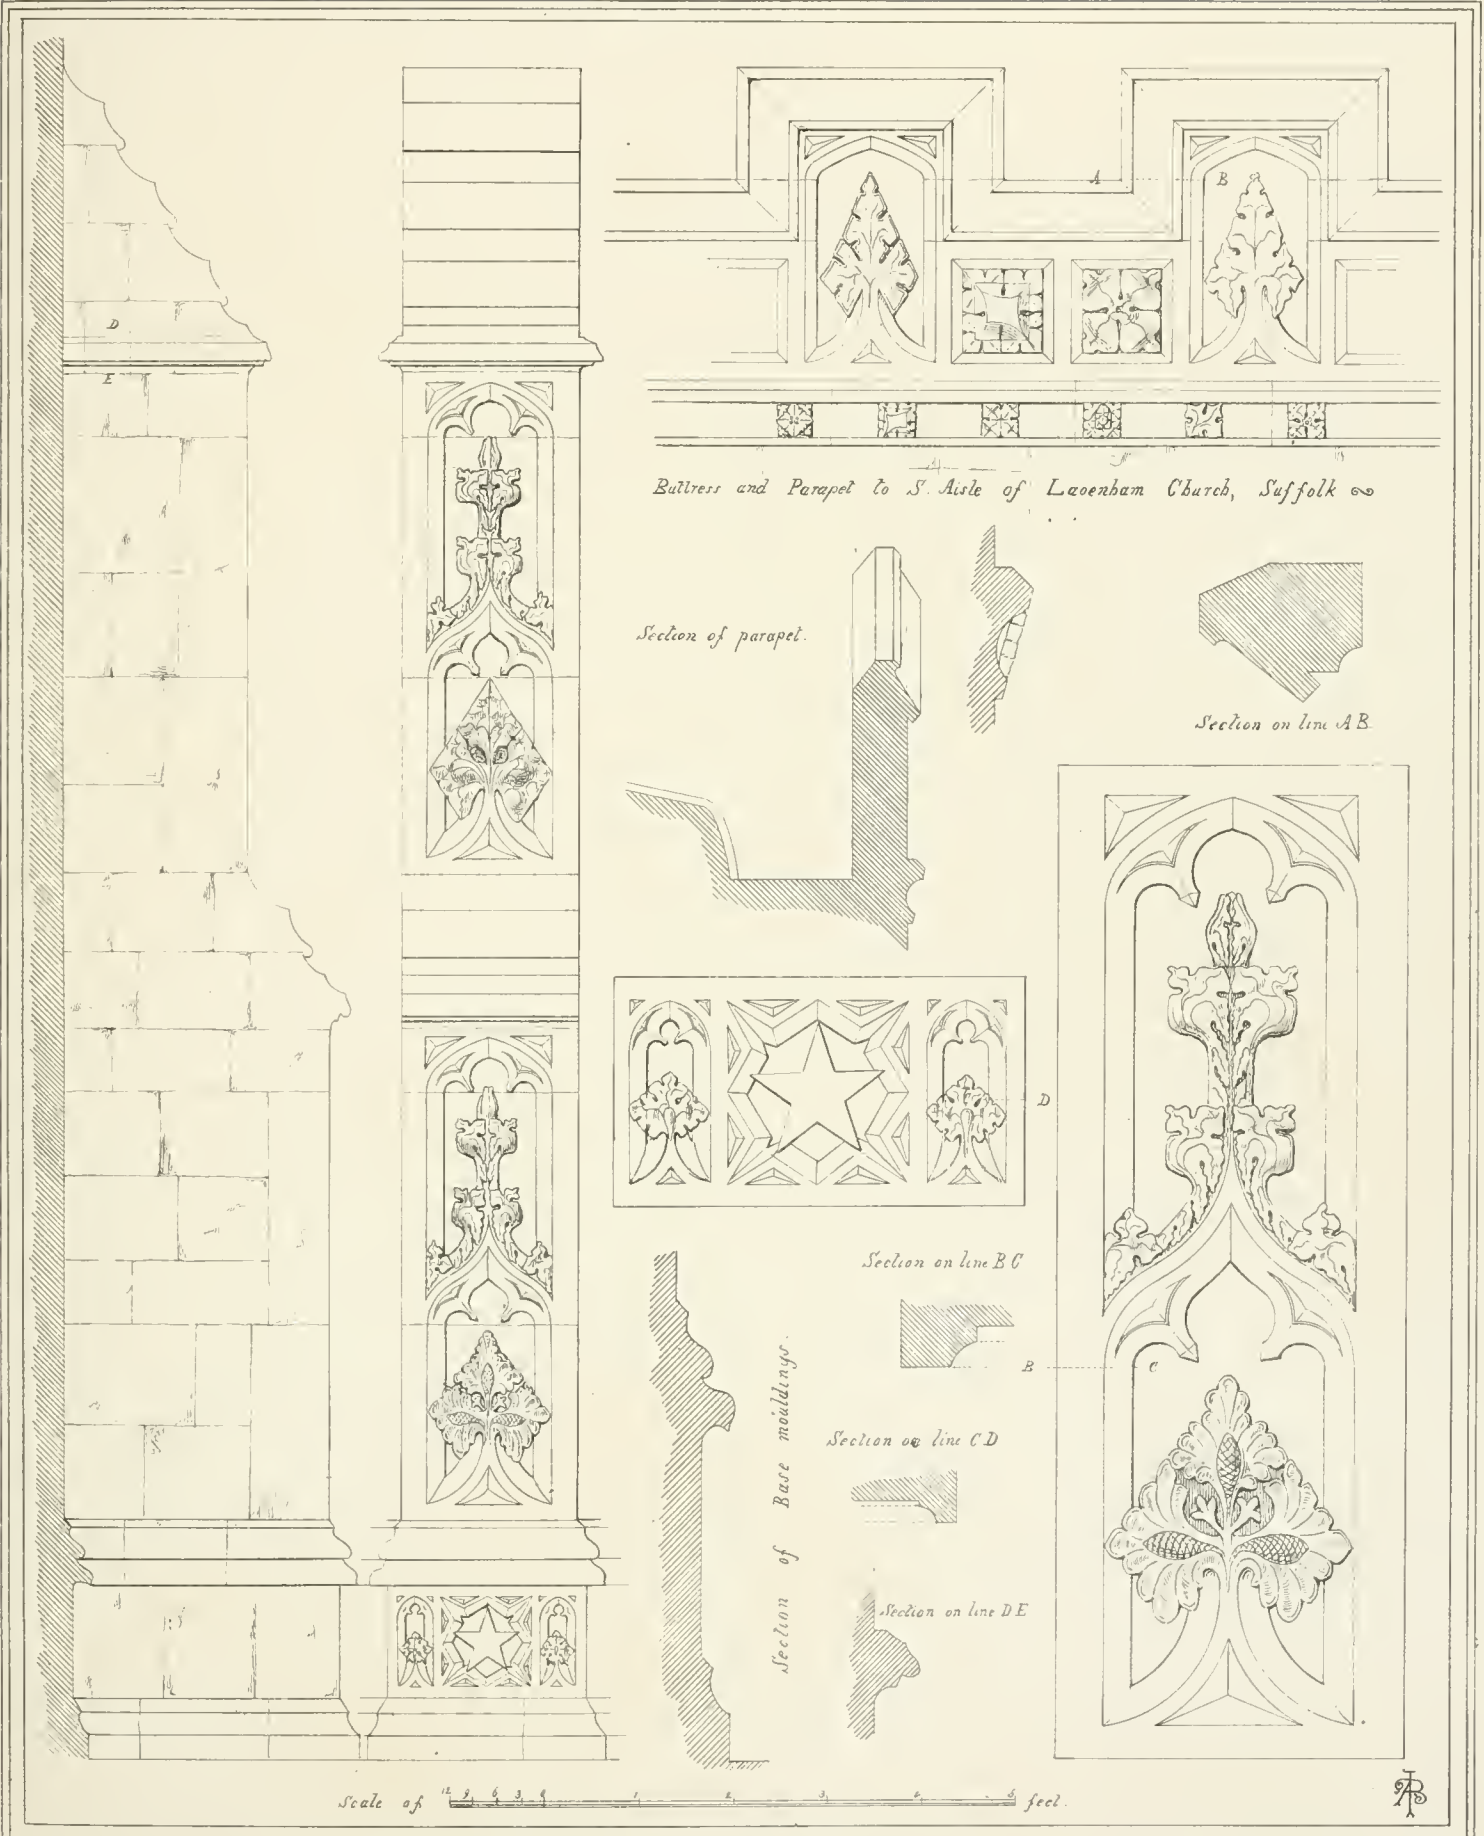 A B
D
E
Buttress and Parapet to S. Aisle of Lavenham Church, Suffolk
Section of parapet.
Section on line A B
D
Section on line B C
B C
Section of Base mouldings.
Section on line C D
Section on line D E
Scale of 12 9 6 3 0 1 2 3 4 5 feet.